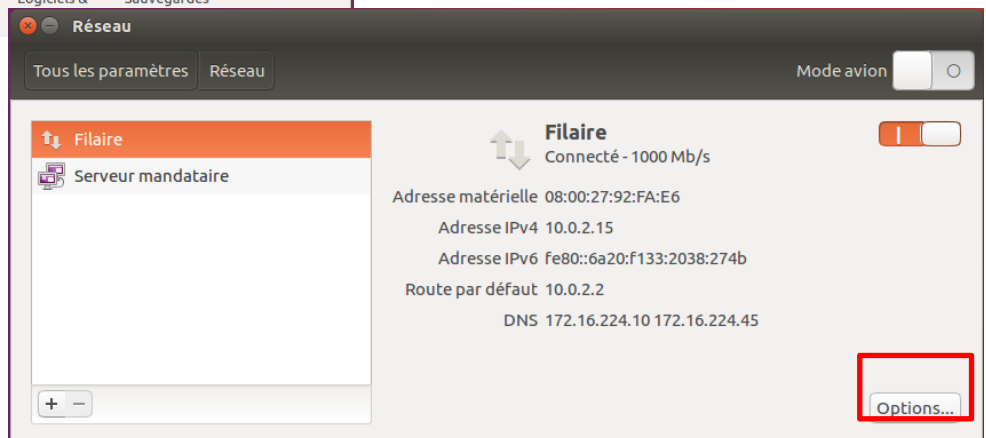 Logiciels & Sauvegardes
Réseau
Tous les paramètres Réseau
Mode avion
Filaire
Serveur mandataire
Filaire
Connecté - 1000 Mb/s
Adresse matérielle 08:00:27:92:FA:E6
Adresse IPv4 10.0.2.15
Adresse IPv6 fe80::6a20:f133:2038:274b
Route par défaut 10.0.2.2
DNS 172.16.224.10 172.16.224.45
Options...